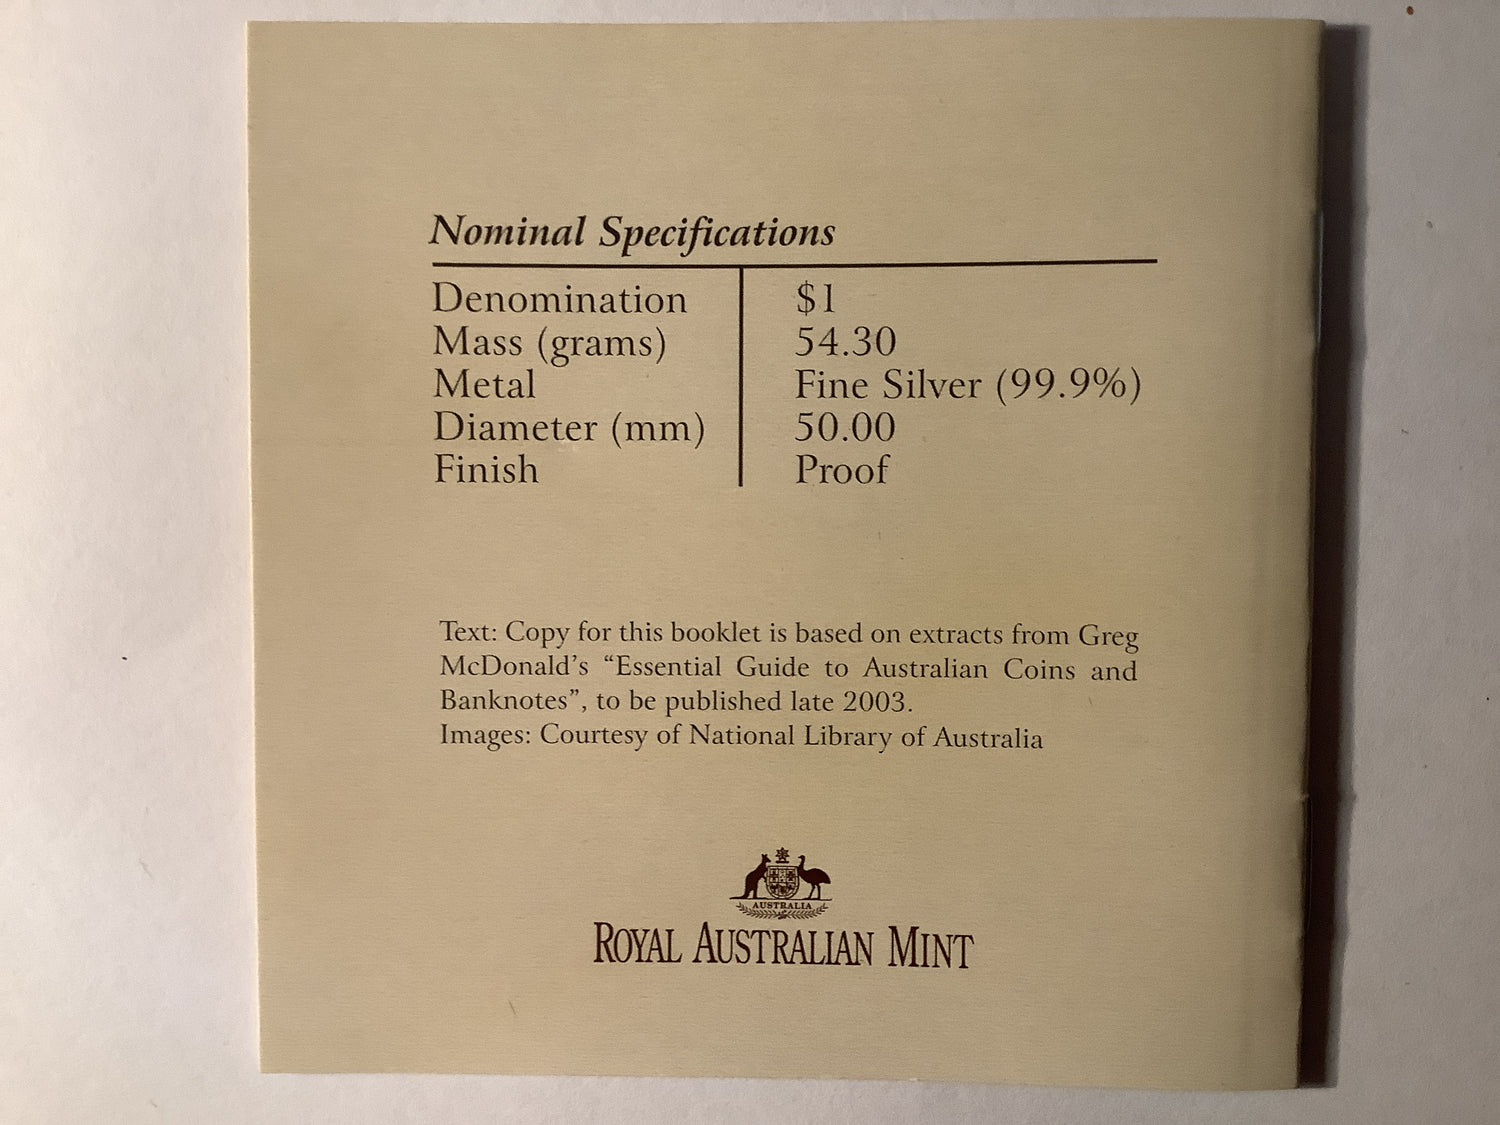 Nominal Specifications
Denomination $1
Mass (grams) 54.30
Metal Fine Silver (99.9%)
Diameter (mm) 50.00
Finish Proof
Text: Copy for this booklet is based on extracts from Greg
McDonald's “Essential Guide to Australian Coins and
Banknotes”, to be published late 2003.
Images: Courtesy of National Library of Australia
AUSTRALIA
ROYAL AUSTRALIAN MINT